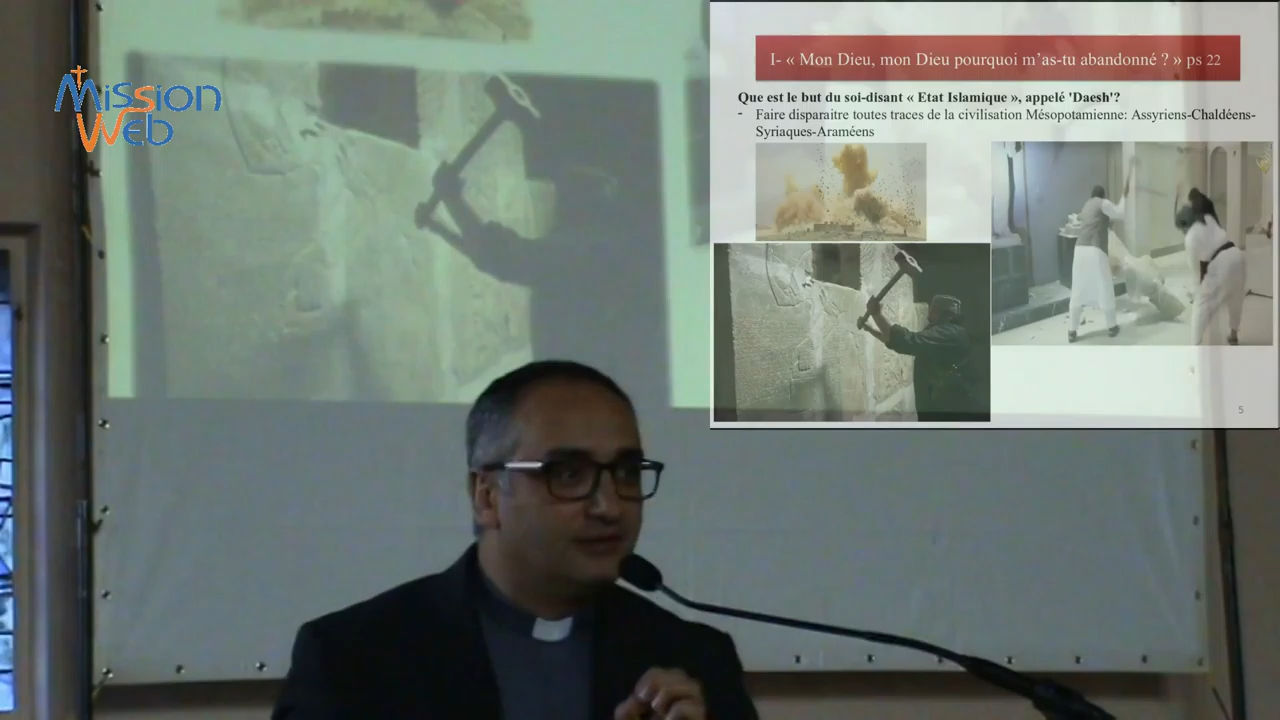 Mission
Web
I- « Mon Dieu, mon Dieu pourquoi m’as-tu abandonné ? » ps 22
Que est le but du soi-disant « Etat Islamique », appelé 'Daesh'?
- Faire disparaitre toutes traces de la civilisation Mésopotamienne: Assyriens-Chaldéens-
Syriaques-Araméens
5